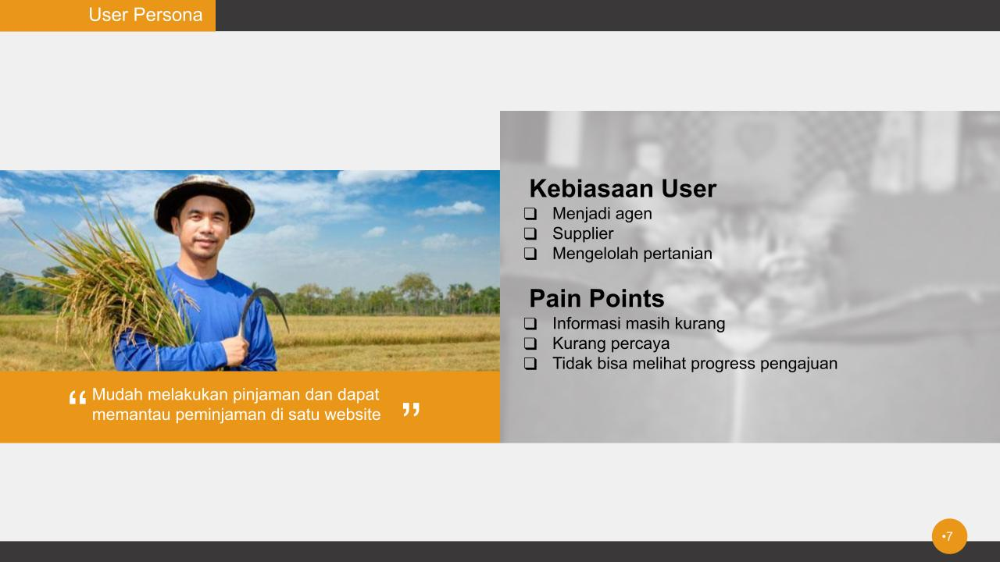 User Persona
Kebiasaan User
❑ Menjadi agen
❑ Supplier
❑ Mengelolah pertanian
Pain Points
❑ Informasi masih kurang
❑ Kurang percaya
❑ Tidak bisa melihat progress pengajuan
“ Mudah melakukan pinjaman dan dapat
memantau peminjaman di satu website ”
•7